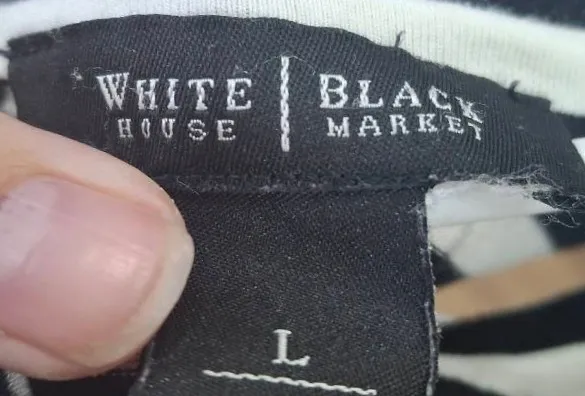 WHITE | BLACK
HOUSE | MARKET
L